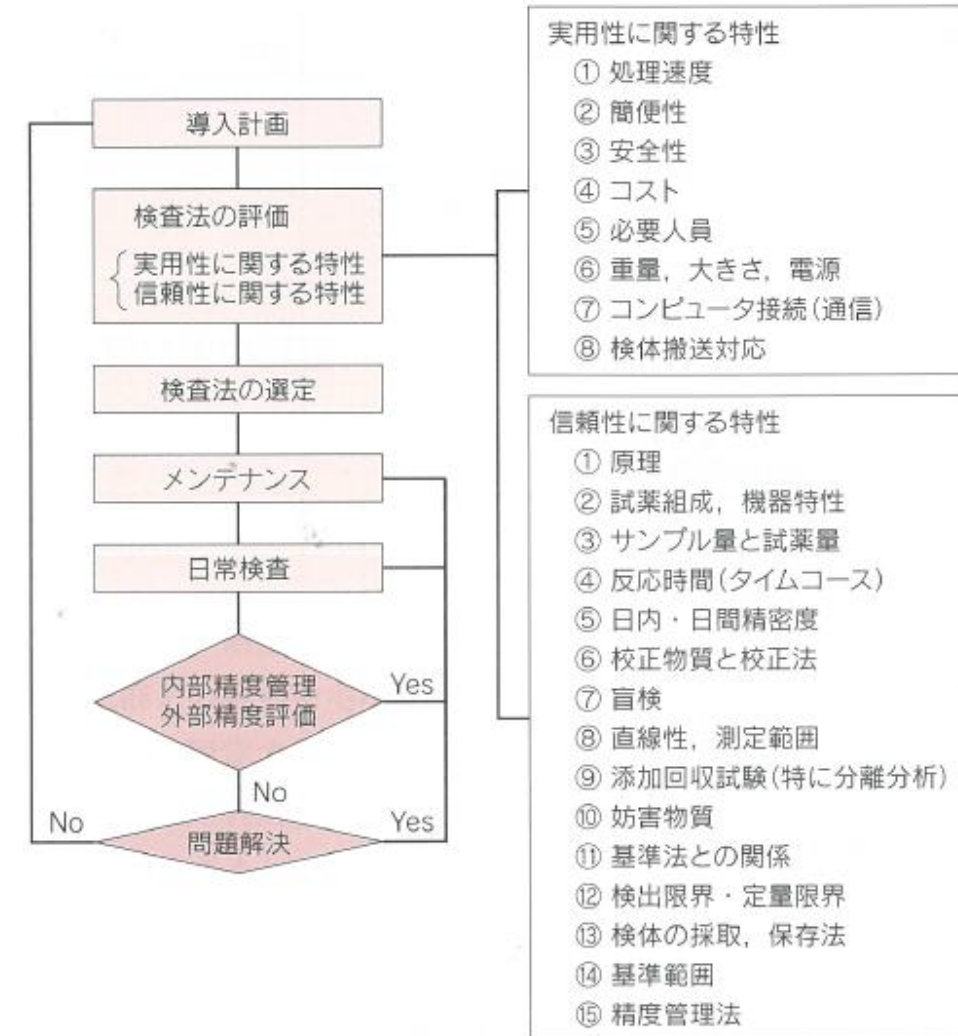 導入計画
検査法の評価
実用性に関する特性
信頼性に関する特性
検査法の選定
メンテナンス
日常検査
内部精度管理
外部精度評価
Yes
No
問題解決
No
Yes
実用性に関する特性
① 処理速度
② 簡便性
③ 安全性
④ コスト
⑤ 必要人員
⑥ 重量，大きさ，電源
⑦ コンピュータ接続（通信）
⑧ 検体搬送対応
信頼性に関する特性
① 原理
② 試薬組成，機器特性
③ サンプル量と試薬量
④ 反応時間（タイムコース）
⑤ 日内・日間精密度
⑥ 校正物質と校正法
⑦ 盲検
⑧ 直線性，測定範囲
⑨ 添加回収試験（特に分離分析）
⑩ 妨害物質
⑪ 基準法との関係
⑫ 検出限界・定量限界
⑬ 検体の採取，保存法
⑭ 基準範囲
⑮ 精度管理法